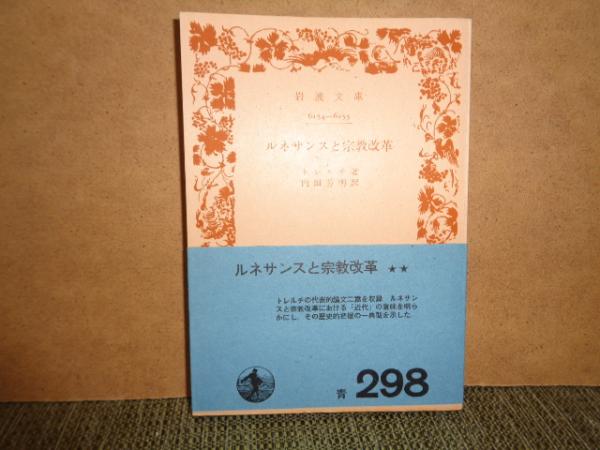 岩波文庫
6154—6155
ルネサンスと宗教改革
トレルチ著
内田芳明訳
ルネサンスと宗教改革 ★★
トレルチの代表的論文二篇を収録 ルネサン
スと宗教改革における「近代」の意味を明ら
かにし、その歴史的把握の一典型を示した
青 298